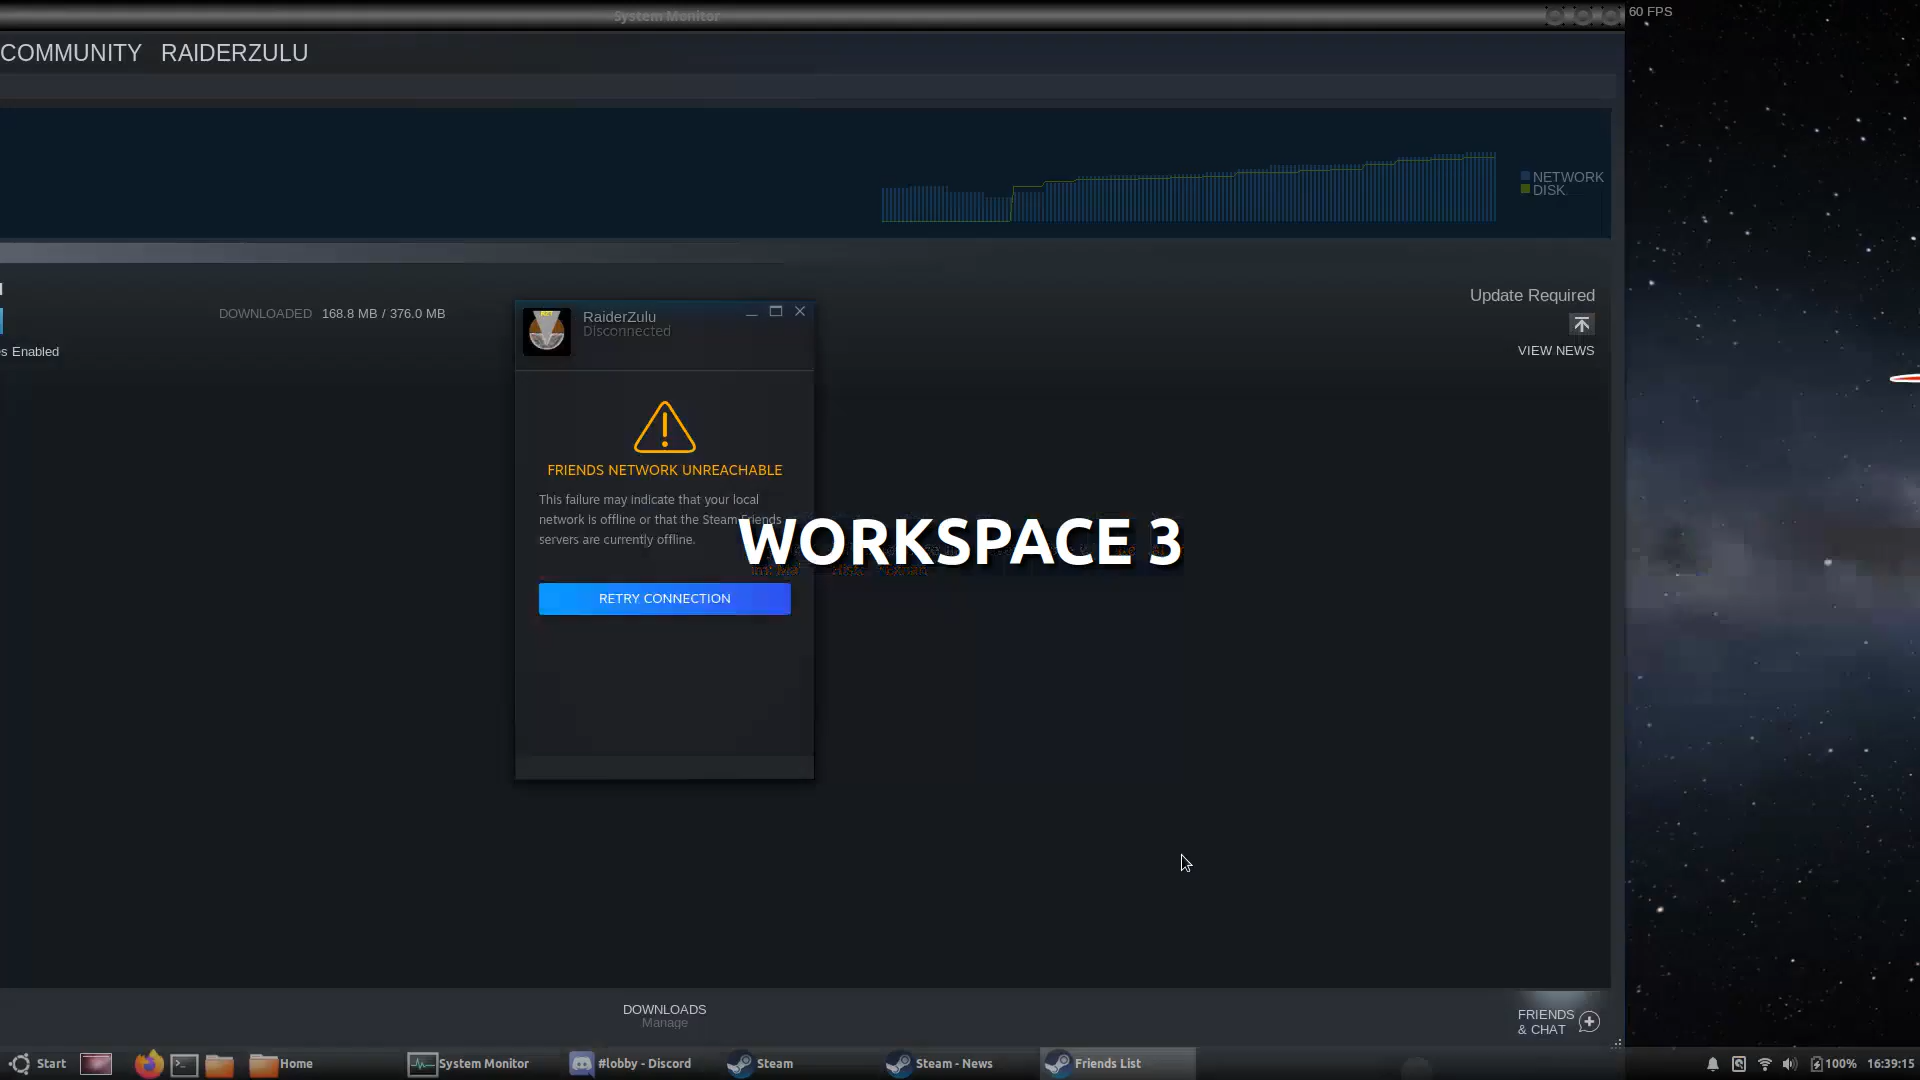 System Monitor
60 FPS
COMMUNITY RAIDERZULU
NETWORK
DISK
DOWNLOADED 168.8 MB / 376.0 MB
Update Required
s Enabled
VIEW NEWS
RaiderZulu
Disconnected
FRIENDS NETWORK UNREACHABLE
This failure may indicate that your local
network is offline or that the Steam Friends
servers are currently offline.
WORKSPACE 3
RETRY CONNECTION
DOWNLOADS
Manage
FRIENDS
& CHAT
Start Home System Monitor #lobby - Discord Steam Steam - News Friends List 100% 16:39:15